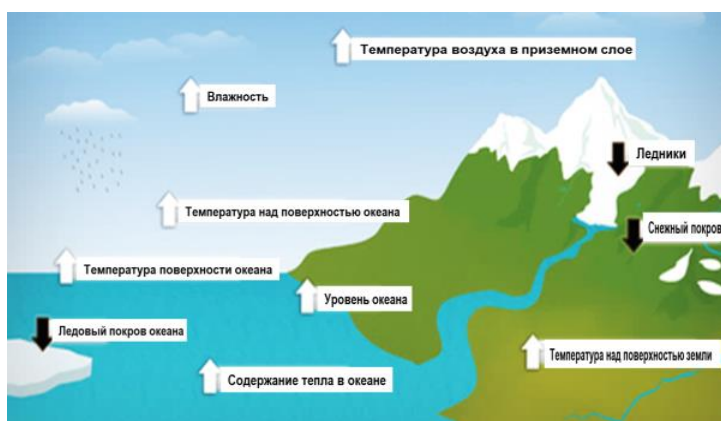 Температура воздуха в приземном слое
Влажность
Ледники
Температура над поверхностью океана
Снежный покров
Температура поверхности океана
Уровень океана
Ледовый покров океана
Температура над поверхностью земли
Содержание тепла в океане